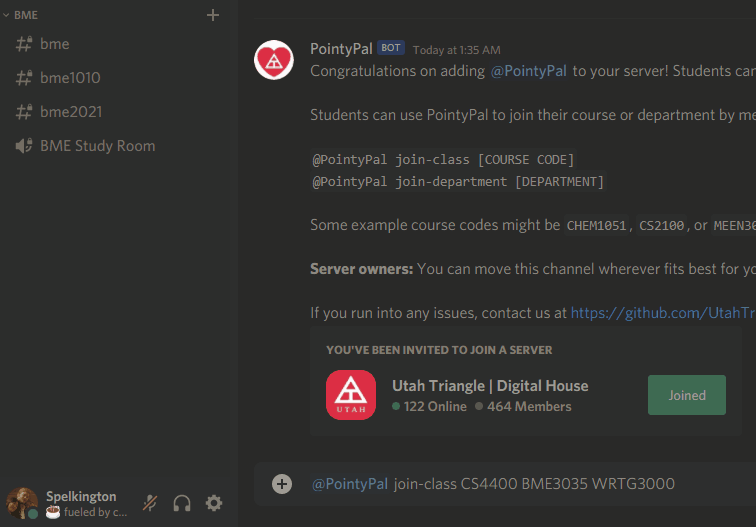 BME
bme
bme1010
bme2021
BME Study Room
Spelkington
fueled by c...
PointyPal BOT Today at 1:35 AM
Congratulations on adding @PointyPal to your server! Students can
Students can use PointyPal to join their course or department by me
@PointyPal join-class [COURSE CODE]
@PointyPal join-department [DEPARTMENT]
Some example course codes might be CHEM1051, CS2100, or MEEN30
Server owners: You can move this channel wherever fits best for yo
If you run into any issues, contact us at https://github.com/UtahTr
YOU'VE BEEN INVITED TO JOIN A SERVER
UTAH
Utah Triangle | Digital House
122 Online 464 Members
Joined
@PointyPal join-class CS4400 BME3035 WRTG3000